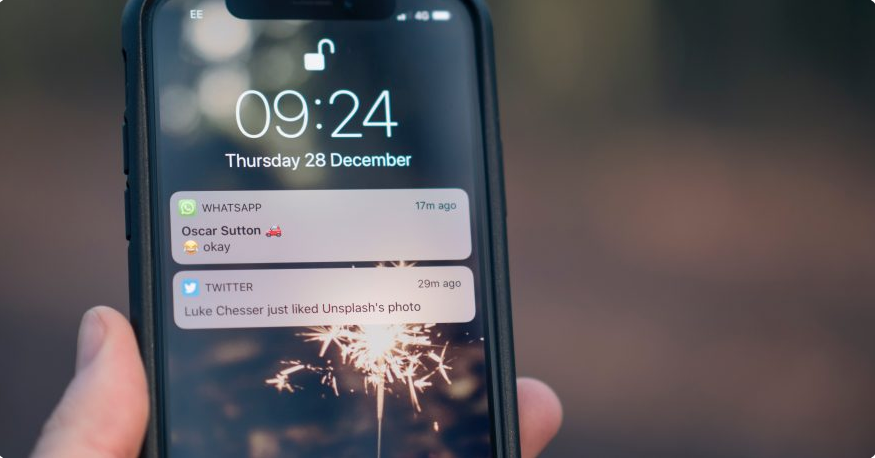 EE 4G
09:24
Thursday 28 December
WHATSAPP 17m ago
Oscar Sutton 🚗
😂 okay
TWITTER 29m ago
Luke Chesser just liked Unsplash's photo